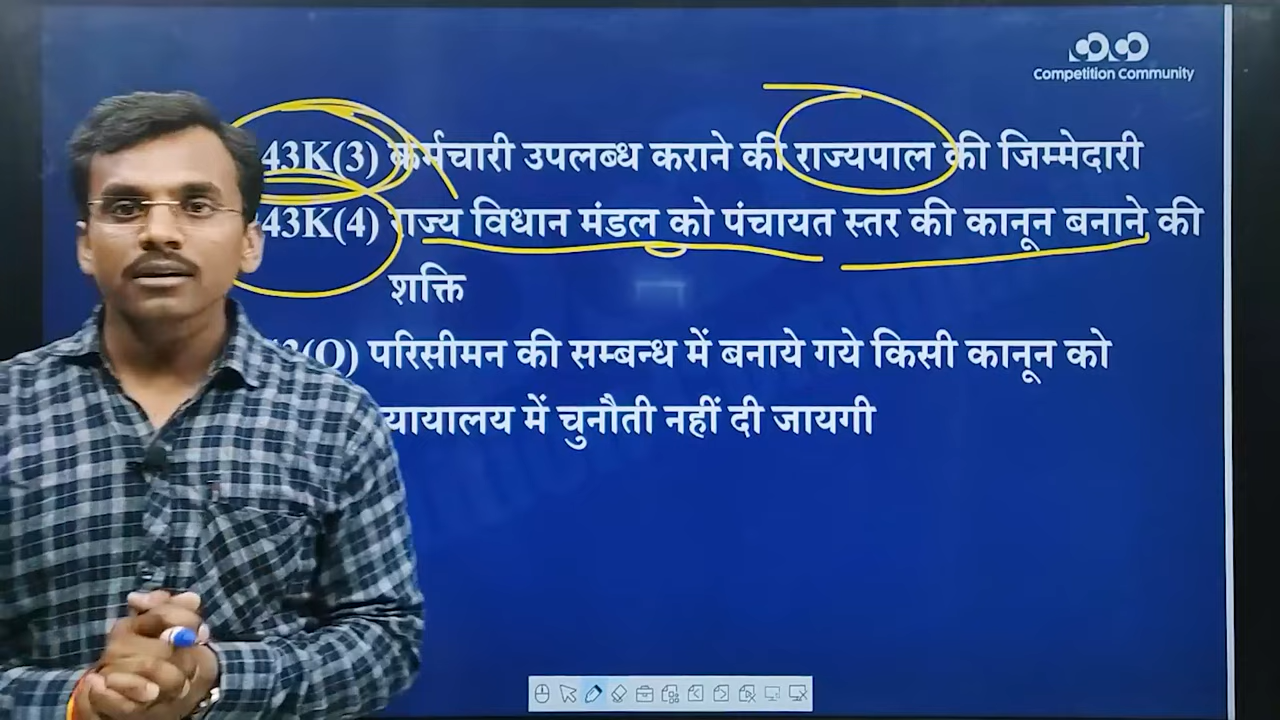 Competition Community
43K(3) कर्मचारी उपलब्ध कराने की राज्यपाल की जिम्मेदारी
43K(4) राज्य विधान मंडल को पंचायत स्तर की कानून बनाने की
शक्ति
(O) परिसीमन की सम्बन्ध में बनाये गये किसी कानून को
यायालय में चुनौती नहीं दी जायगी